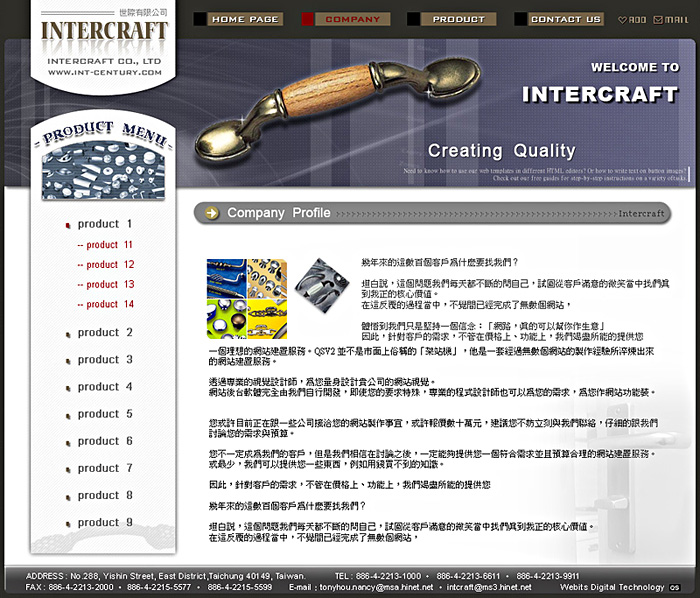 世際有限公司
INTERCRAFT
INTERCRAFT CO., LTD
WWW.INT-CENTURY.COM
HOME PAGE
COMPANY
PRODUCT
CONTACT US
ADD
MAIL
WELCOME TO
INTERCRAFT
Creating Quality
Need to know how to use our web templates in different HTML editors? Or how to write text on button images?
Check out our free guides for step-by-step instructions on a variety oftasks.
PRODUCT MENU
product 1
-- product 11
-- product 12
-- product 13
-- product 14
product 2
product 3
product 4
product 5
product 6
product 7
product 8
product 9
Company Profile
Intercraft
幾年來的這數百個客戶為什麼要找我們？
坦白說，這個問題我們每天都不斷的問自己，試圖從客戶滿意的微笑當中找們真
到我正的核心價值。
在這反覆的過程當中，不覺間已經完成了無數個網站，
體悟到我們只是堅持一個信念：「網路，真的可以幫你作生意」
因此，針對客戶的需求，不管在價格上、功能上，我們竭盡所能的提供您
一個理想的網站建置服務。QSV2 並不是市面上俗稱的「架站機」，他是一套經過無數個網站的製作經驗所淬煉出來
的網站建置服務。
透過專業的視覺設計師，為您量身設計貴公司的網站視覺。
網站後台軟體完全由我們自行開發，即使您的要求特殊，專業的程式設計師也可以為您的需求，為您作網站功能裝。
您或許目前正在跟一些公司接洽您的網站製作事宜，或許報價數十萬元，建議您不妨立刻與我們聯絡，仔細的跟我們
討論您的需求與預算。
您不一定成為我們的客戶，但是我們相信在討論之後，一定能夠提供您一個符合需求並且預算合理的網站建置服務。
或最少，我們可以提供您一些東西，例如用錢買不到的知識。
因此，針對客戶的需求，不管在價格上、功能上，我們竭盡所能的提供您
幾年來的這數百個客戶為什麼要找我們？
坦白說，這個問題我們每天都不斷的問自己，試圖從客戶滿意的微笑當中找們真到我正的核心價值。
在這反覆的過程當中，不覺間已經完成了無數個網站，
ADDRESS : No.288, Yishin Street, East District,Taichung 40149, Taiwan. TEL : 886-4-2213-1000 • 886-4-2213-6611 • 886-4-2213-9911
FAX : 886-4-2213-2000 • 886-4-2215-5577 • 886-4-2215-5599 E-mail : tonyhou.nancy@msa.hinet.net • intcraft@ms3.hinet.net Webits Digital Technology OS